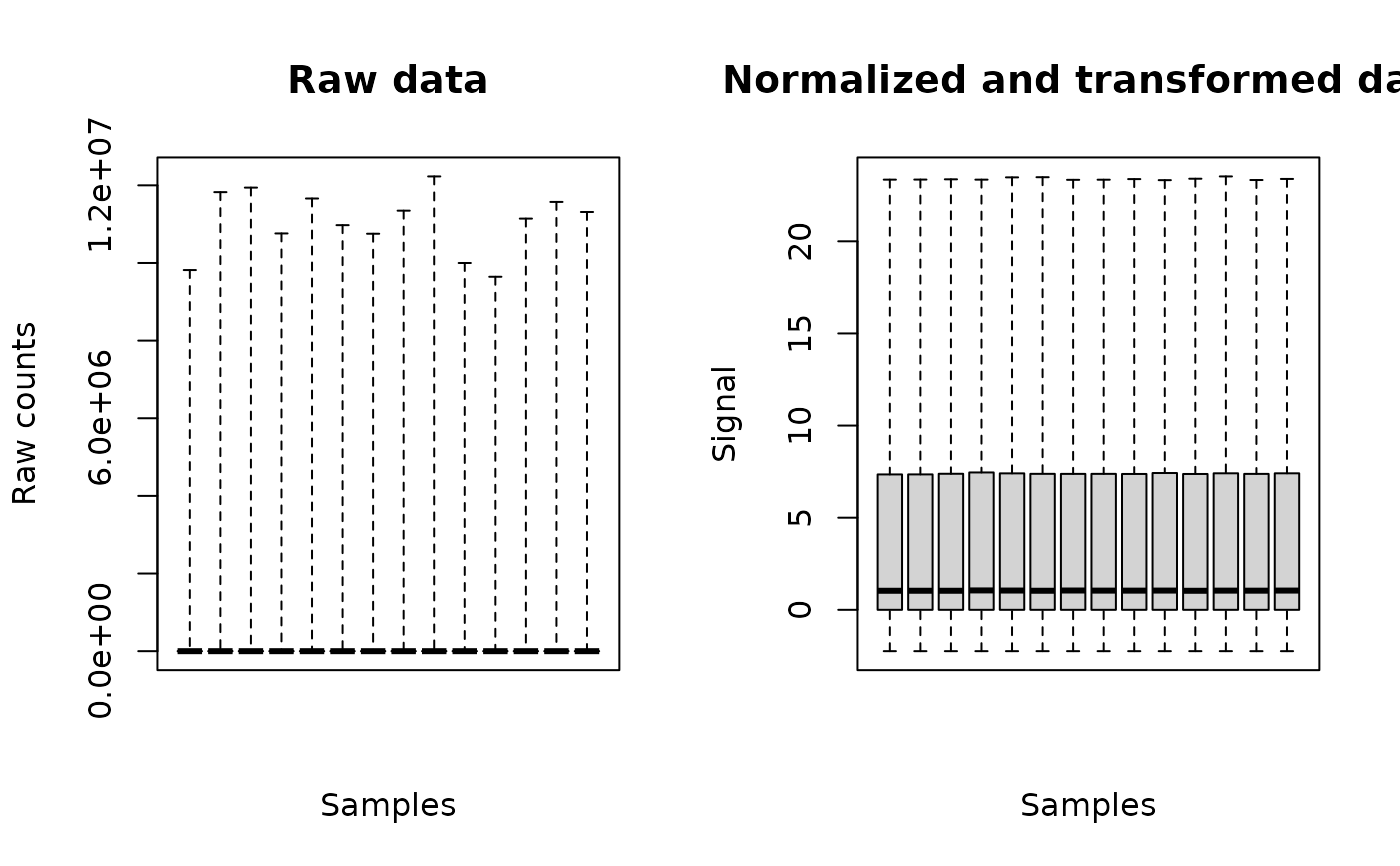 Raw data
Raw counts
1.2e+07
6.0e+06
0.0e+00
Samples
Normalized and transformed da
Signal
20
15
10
5
0
Samples